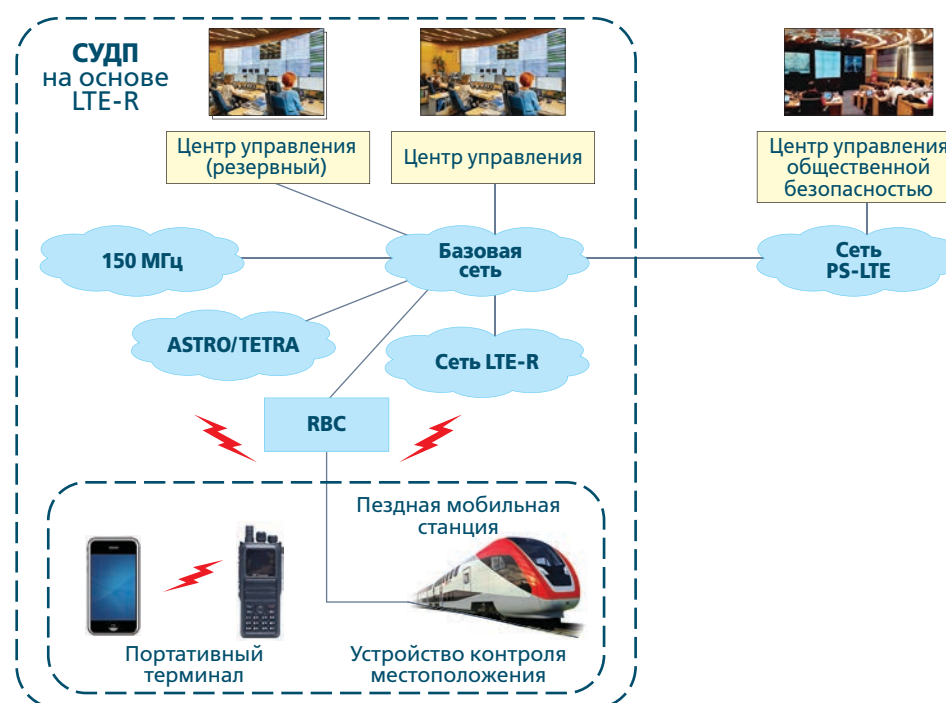 СУДП
на основе
LTE-R
Центр управления
(резервный)
Центр управления
Центр управления
общественной
безопасностью
150 МГц
Базовая
сеть
Сеть
PS-LTE
ASTRO/TETRA
Сеть LTE-R
RBC
Пездная мобильная
станция
Портативный
терминал
Устройство контроля
местоположения